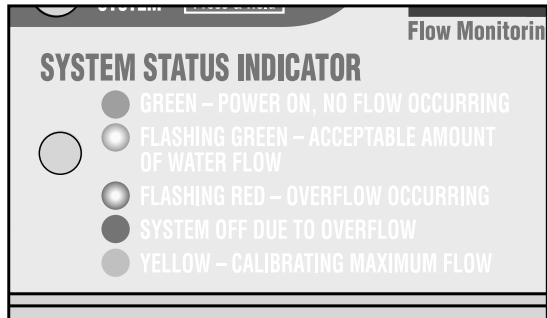 SYSTEM
Flow Monitorin
SYSTEM STATUS INDICATOR
GREEN – POWER ON, NO FLOW OCCURRING
FLASHING GREEN – ACCEPTABLE AMOUNT
OF WATER FLOW
FLASHING RED – OVERFLOW OCCURRING
SYSTEM OFF DUE TO OVERFLOW
YELLOW – CALIBRATING MAXIMUM FLOW